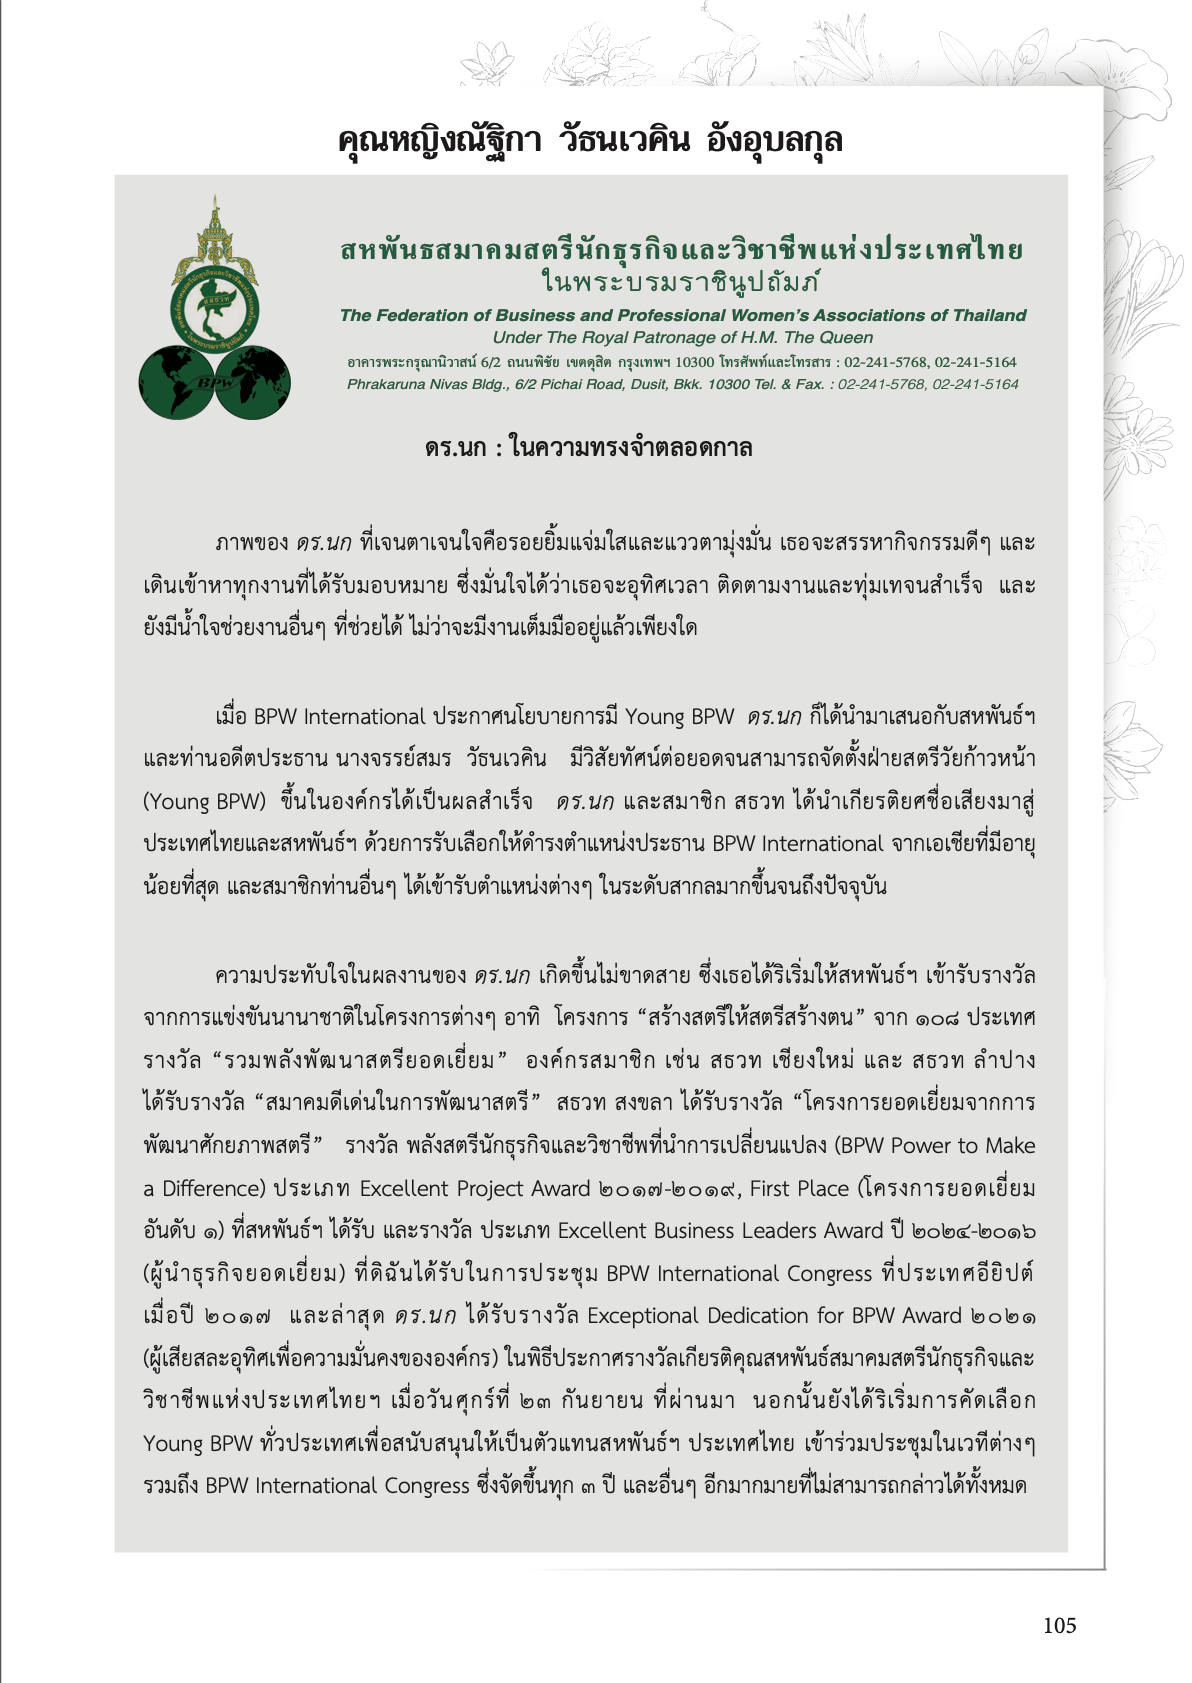 คุณหญิงณัฐิกา วัธนเวคิน อังอุบลกุล
สหพันธสมาคมสตรีนักธุรกิจและวิชาชีพแห่งประเทศไทย
ในพระบรมราชินูปถัมภ์
The Federation of Business and Professional Women's Associations of Thailand
Under The Royal Patronage of H.M. The Queen
อาคารพระกรุณานิวาสน์ 6/2 ถนนพิชัย เขตดุสิต กรุงเทพฯ 10300 โทรศัพท์และโทรสาร : 02-241-5768, 02-241-5164
Phrakaruna Nivas Bldg., 6/2 Pichai Road, Dusit, Bkk. 10300 Tel. & Fax. : 02-241-5768, 02-241-5164
สสธวท
BPW
ดร.นก : ในความทรงจำตลอดกาล
ภาพของ ดร.นก ที่เจนตาเจนใจคือรอยยิ้มแจ่มใสและแววตามุ่งมั่น เธอจะสรรหากิจกรรมดีๆ และ
เดินเข้าหาทุกงานที่ได้รับมอบหมาย ซึ่งมั่นใจได้ว่าเธอจะอุทิศเวลา ติดตามงานและทุ่มเทจนสำเร็จ และ
ยังมีน้ำใจช่วยงานอื่นๆ ที่ช่วยได้ ไม่ว่าจะมีงานเต็มมืออยู่แล้วเพียงใด
เมื่อ BPW International ประกาศนโยบายการมี Young BPW ดร.นก ก็ได้นำมาเสนอกับสหพันธ์ฯ
และท่านอดีตประธาน นางจรรย์สมร วัธนเวคิน มีวิสัยทัศน์ต่อยอดจนสามารถจัดตั้งฝ่ายสตรีวัยก้าวหน้า
(Young BPW) ขึ้นในองค์กรได้เป็นผลสำเร็จ ดร.นก และสมาชิก สธวท ได้นำเกียรติยศชื่อเสียงมาสู่
ประเทศไทยและสหพันธ์ฯ ด้วยการรับเลือกให้ดำรงตำแหน่งประธาน BPW International จากเอเชียที่มีอายุ
น้อยที่สุด และสมาชิกท่านอื่นๆ ได้เข้ารับตำแหน่งต่างๆ ในระดับสากลมากขึ้นจนถึงปัจจุบัน
ความประทับใจในผลงานของ ดร.นก เกิดขึ้นไม่ขาดสาย ซึ่งเธอได้ริเริ่มให้สหพันธ์ฯ เข้ารับรางวัล
จากการแข่งขันนานาชาติในโครงการต่างๆ อาทิ โครงการ “สร้างสตรีให้สตรีสร้างตน” จาก ๑๐๘ ประเทศ
รางวัล “รวมพลังพัฒนาสตรียอดเยี่ยม” องค์กรสมาชิก เช่น สธวท เชียงใหม่ และ สธวท ลำปาง
ได้รับรางวัล “สมาคมดีเด่นในการพัฒนาสตรี” สธวท สงขลา ได้รับรางวัล “โครงการยอดเยี่ยมจากการ
พัฒนาศักยภาพสตรี” รางวัล พลังสตรีนักธุรกิจและวิชาชีพที่นำการเปลี่ยนแปลง (BPW Power to Make
a Difference) ประเภท Excellent Project Award ๒๐๑๗-๒๐๑๙, First Place (โครงการยอดเยี่ยม
อันดับ ๑) ที่สหพันธ์ฯ ได้รับ และรางวัล ประเภท Excellent Business Leaders Award ปี ๒๐๒๔-๒๐๑๖
(ผู้นำธุรกิจยอดเยี่ยม) ที่ดิฉันได้รับในการประชุม BPW International Congress ที่ประเทศอียิปต์
เมื่อปี ๒๐๑๗ และล่าสุด ดร.นก ได้รับรางวัล Exceptional Dedication for BPW Award ๒๐๒๑
(ผู้เสียสละอุทิศเพื่อความมั่นคงขององค์กร) ในพิธีประกาศรางวัลเกียรติคุณสหพันธ์สมาคมสตรีนักธุรกิจและ
วิชาชีพแห่งประเทศไทยฯ เมื่อวันศุกร์ที่ ๒๓ กันยายน ที่ผ่านมา นอกนั้นยังได้ริเริ่มการคัดเลือก
Young BPW ทั่วประเทศเพื่อสนับสนุนให้เป็นตัวแทนสหพันธ์ฯ ประเทศไทย เข้าร่วมประชุมในเวทีต่างๆ
รวมถึง BPW International Congress ซึ่งจัดขึ้นทุก ๓ ปี และอื่นๆ อีกมากมายที่ไม่สามารถกล่าวได้ทั้งหมด
105